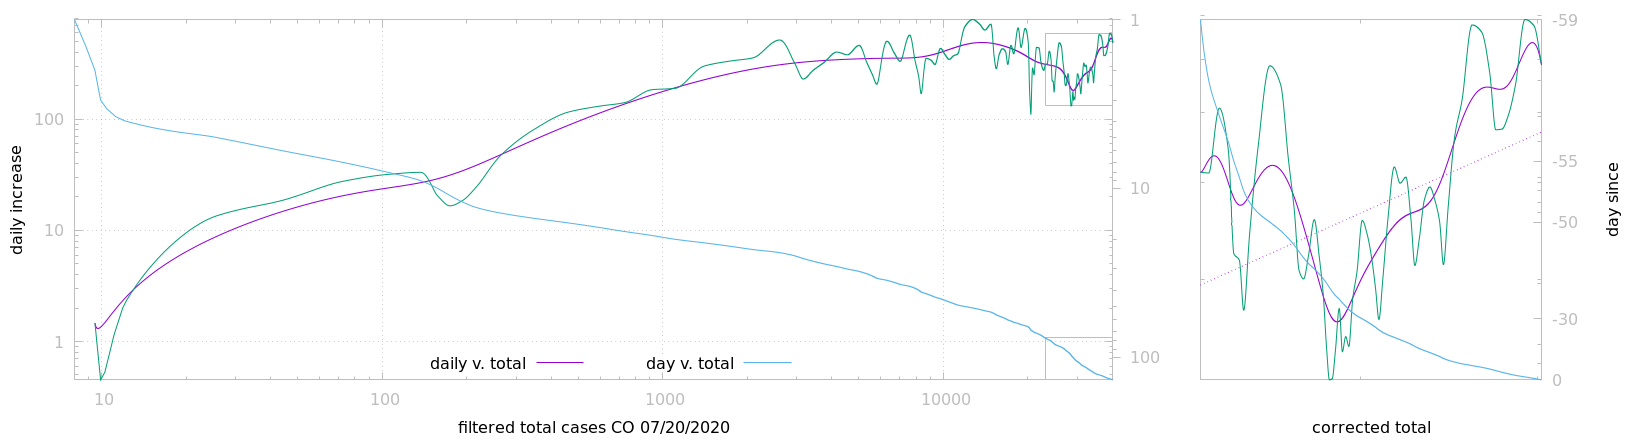 daily increase
100
10
1
10
100
1000
10000
1
10
100
daily v. total
day v. total
filtered total cases CO 07/20/2020
-59
-55
-50
-30
0
day since
corrected total